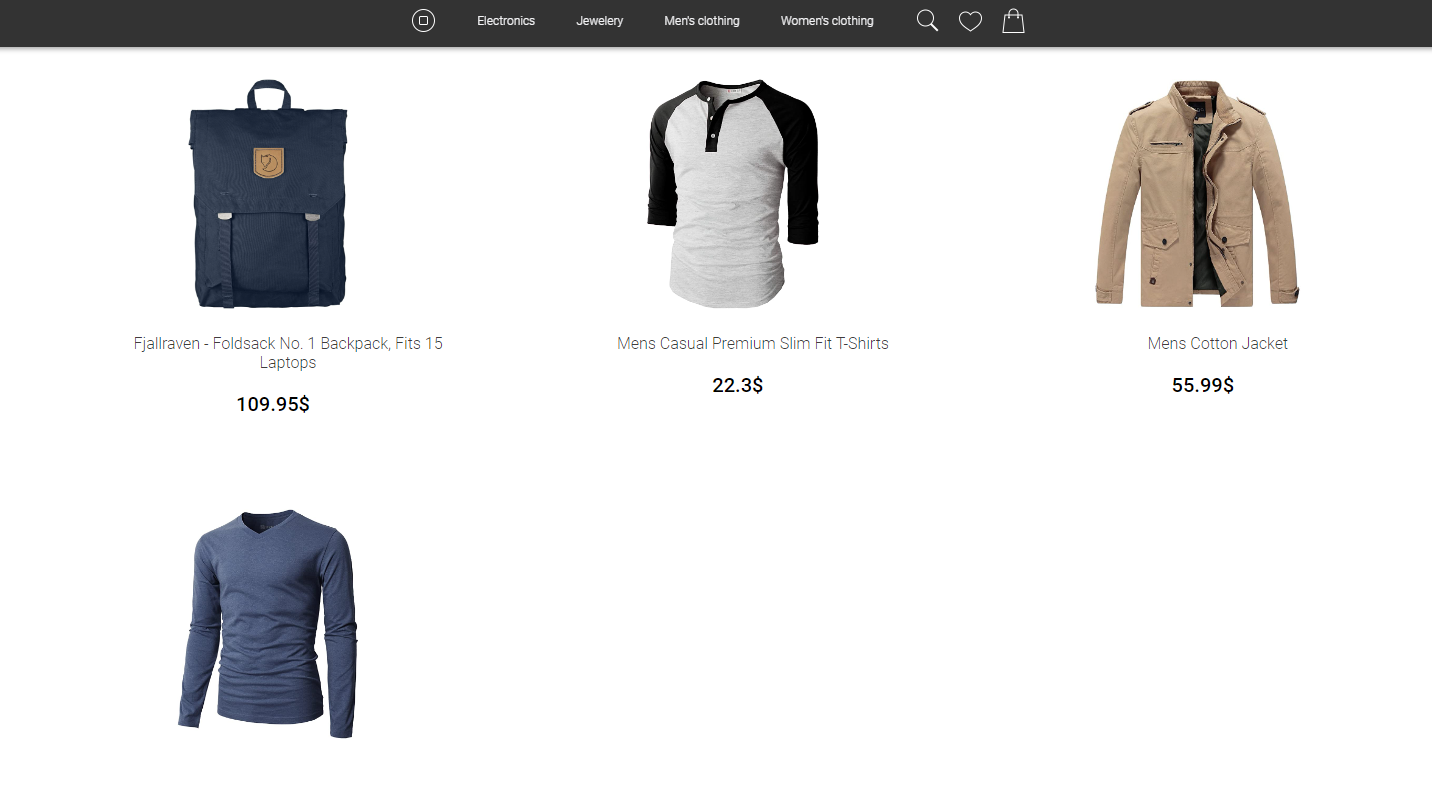 Electronics
Jewelery
Men's clothing
Women's clothing
Fjallraven - Foldsack No. 1 Backpack, Fits 15
Laptops
109.95$
Mens Casual Premium Slim Fit T-Shirts
22.3$
Mens Cotton Jacket
55.99$